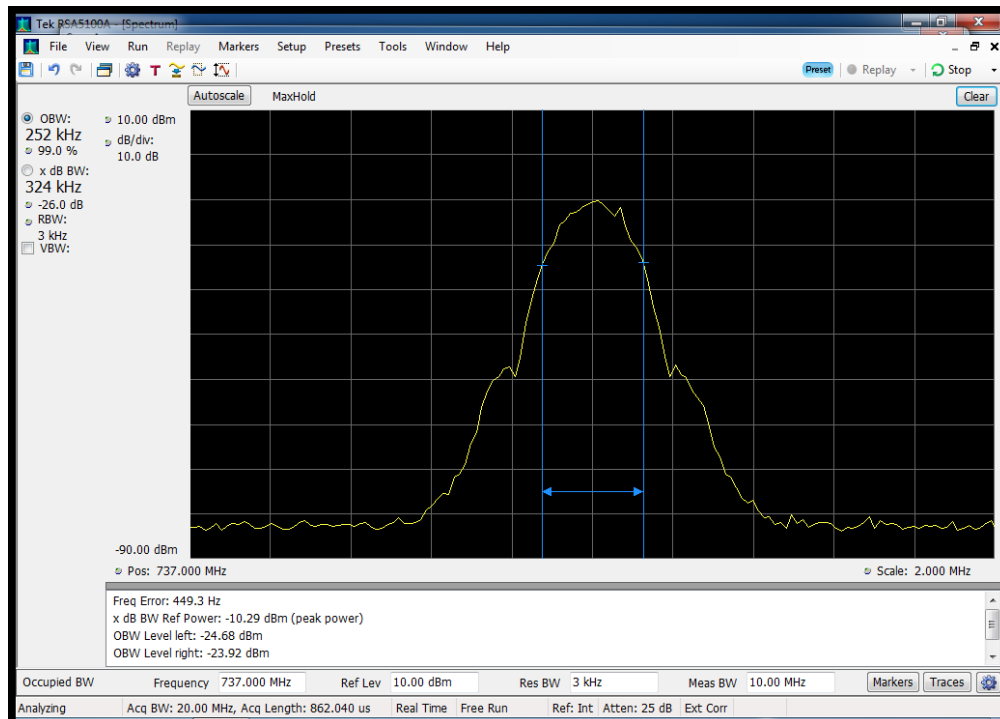 Tek RSA5100A - [Spectrum]
File View Run Replay Markers Setup Presets Tools Window Help
T Preset Replay Stop
Autoscale MaxHold Clear
OBW:
252 kHz
99.0 %
x dB BW:
324 kHz
-26.0 dB
RBW:
3 kHz
VBW:
10.00 dBm
dB/div:
10.0 dB
-90.00 dBm
Pos: 737.000 MHz Scale: 2.000 MHz
Freq Error: 449.3 Hz
x dB BW Ref Power: -10.29 dBm (peak power)
OBW Level left: -24.68 dBm
OBW Level right: -23.92 dBm
Occupied BW Frequency 737.000 MHz Ref Lev 10.00 dBm Res BW 3 kHz Meas BW 10.00 MHz Markers Traces
Analyzing Acq BW: 20.00 MHz, Acq Length: 862.040 us Real Time Free Run Ref: Int Atten: 25 dB Ext Corr